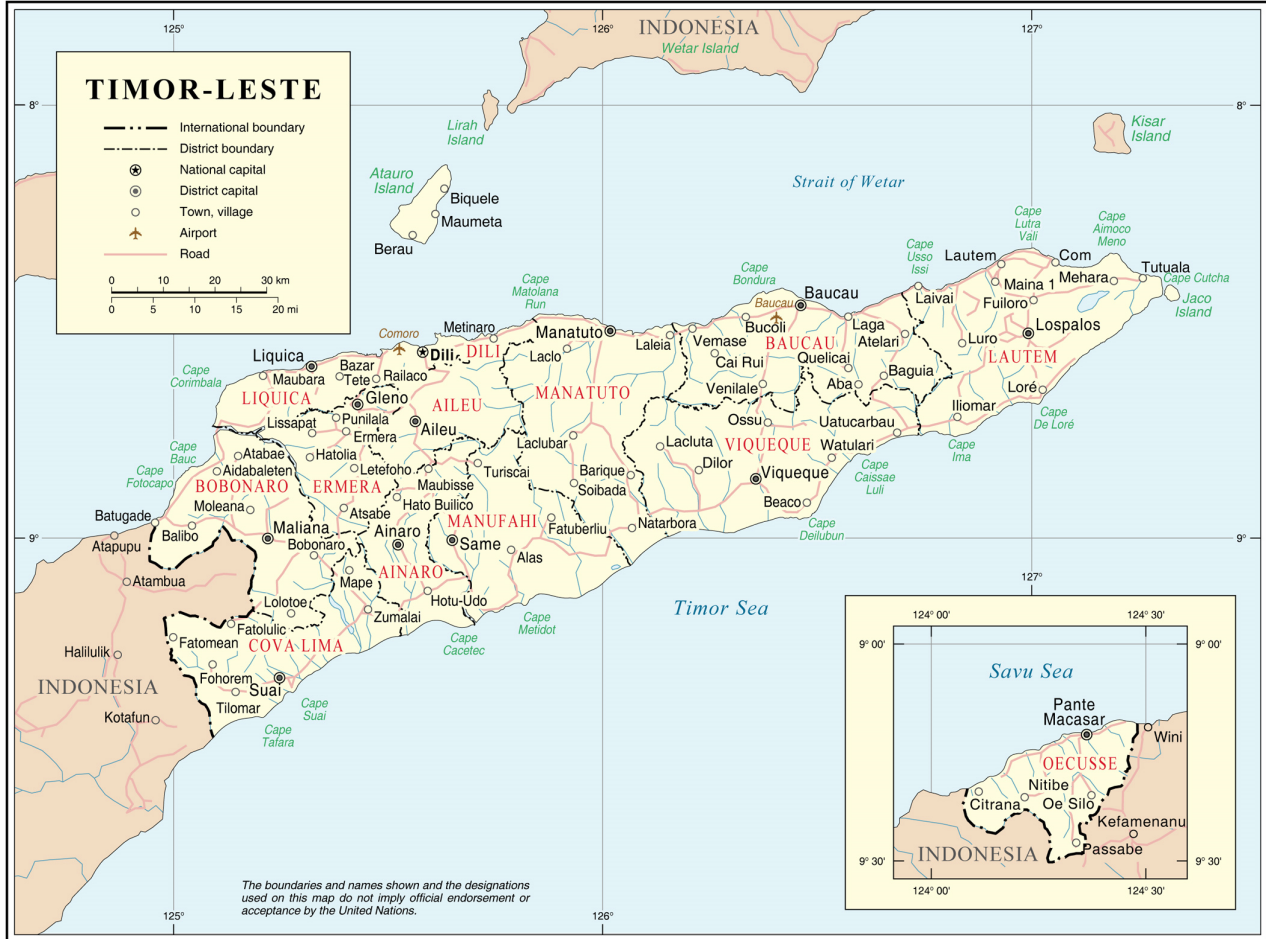 125°
126°
127°
INDONESIA
Wetar Island
TIMOR-LESTE
International boundary
District boundary
National capital
District capital
Town, village
Airport
Road
0 10 20 30 km
0 5 10 15 20 mi
8°
8°
Lirah
Island
Kisar
Island
Atauro
Island
Biquele
Maumeta
Berau
Strait of Wetar
Cape
Lutra
Vali
Cape
Aimoco
Meno
Cape
Usso
Issi
Cape
Bondura
Cape
Matolana
Run
Lautem
Com
Mehara
Tutuala
Cape Cutcha
Jaco
Island
Maina 1
Fuiloro
Laivai
Lospalos
Luro
LAUTEM
Loré
Iliomar
Cape
De Loré
Cape
Ima
Baucau
Baucau
Bucoli
Laga
Atelari
BAUCAU
Vemase
Cai Rui
Quelicai
Baguia
Venilale
Aba
Laleia
Manatuto
Metinaro
Laclo
MANATUTO
Comoro
Dili
DILI
Liquica
Bazar
Tete
Railaco
Maubara
Cape
Corimbala
LIQUICA
Gleno
AILEU
Aileu
Punilala
Lissapat
Ermera
Ossu
Uatucarbau
VIQUEQUE
Watulari
Lacluta
Dilor
Viqueque
Beaco
Cape
Caissae
Luli
Cape
Deilubun
Laclubar
Barique
Soibada
Natarbora
Turiscai
Cape
Bauc
Cape
Fotocapo
Atabae
Aidabaleten
Hatolia
Letefoho
Maubisse
BOBONARO
ERMERA
Hato Builico
Moleana
Atsabe
MANUFAHI
Fatuberliu
Batugade
Balibo
Maliana
Ainaro
Same
Bobonaro
Alas
9°
9°
Atapupu
Atambua
Mape
AINARO
Hotu-Udo
Lolotoe
Zumalai
Cape
Metidot
Cape
Cacetec
Timor Sea
127°
Fatolulic
Fatomean
COVA LIMA
Halilulik
Fohorem
Suai
INDONESIA
Tilomar
Kotafun
Cape
Suai
Cape
Tafara
124° 00'
124° 30'
9° 00'
9° 00'
Savu Sea
Pante
Macasar
Wini
OECUSSE
Nitibe
Citrana
Oe Silo
Kefamenanu
INDONESIA
Passabe
9° 30'
9° 30'
124° 00'
124° 30'
The boundaries and names shown and the designations
used on this map do not imply official endorsement or
acceptance by the United Nations.
125°
126°